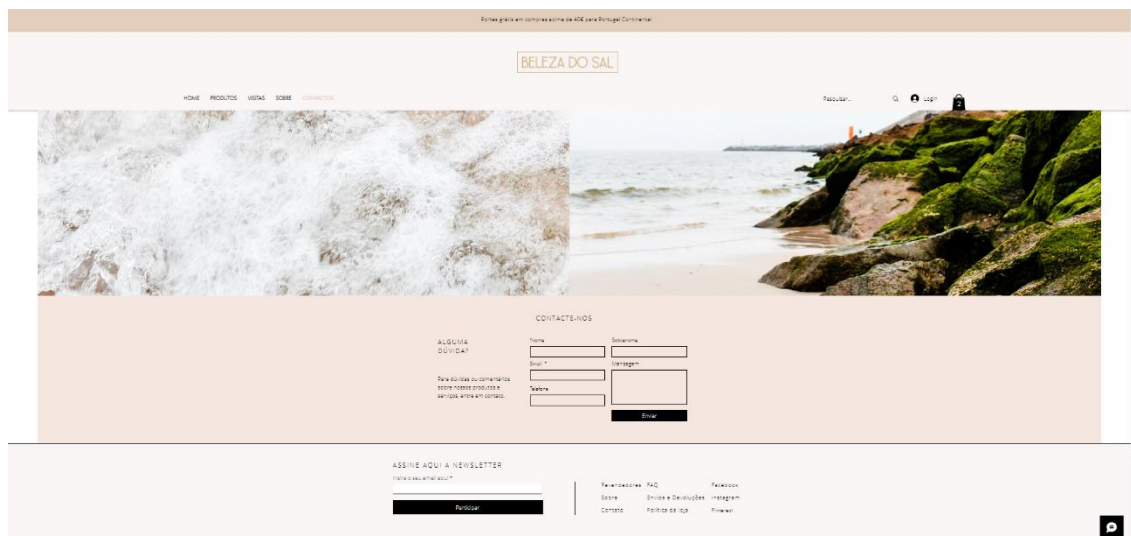 Portes grátis em compras acima de 40€ para Portugal Continental
BELEZA DO SAL
HOME PRODUTOS VISITAS SOBRE CONTACTOS
Pesquisar... Login 2
CONTACTE-NOS
ALGUMA
DÚVIDA?
Para dúvidas ou comentários
sobre nossos produtos e
serviços, entre em contato.
Nome
Sobrenome
Email *
Mensagem
Telefone
Enviar
ASSINE AQUI A NEWSLETTER
Insira o seu email aqui *
Participar
Revendedores
Sobre
Contato
FAQ
Envios e Devoluções
Política da loja
Facebook
Instagram
Pinterest